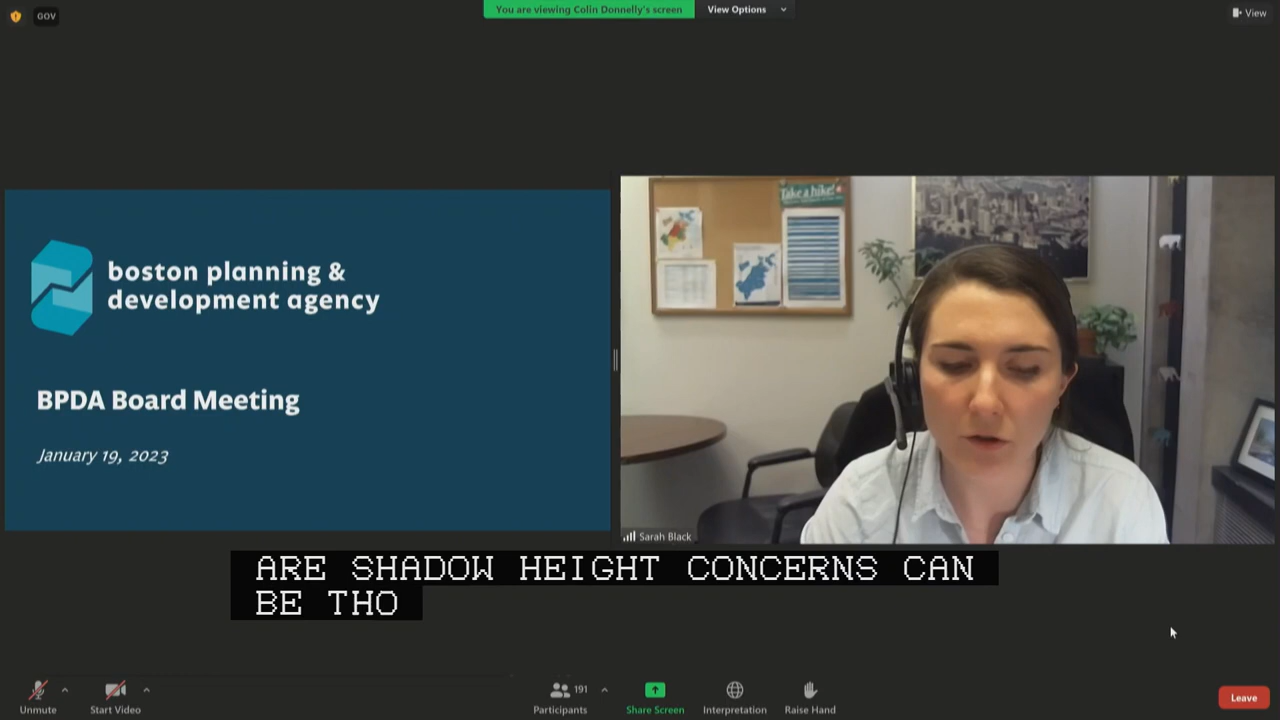 GOV
You are viewing Colin Donnelly's screen
View Options
View
boston planning &
development agency
BPDA Board Meeting
January 19, 2023
Take a hike!
Sarah Black
ARE SHADOW HEIGHT CONCERNS CAN
BE THO
Unmute
Start Video
191
Participants
Share Screen
Interpretation
Raise Hand
Leave